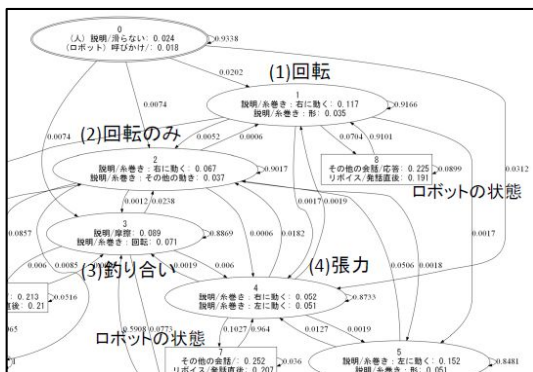 0
(人) 説明/滑らない: 0.024
(ロボット) 呼びかけ/: 0.018
0.9338
0.0202
(1)回転
0.0074
1
説明/糸巻き : 右に動く: 0.117
説明/糸巻き : 形: 0.035
0.9166
0.0074
(2)回転のみ
0.0052
0.0006
0.0704
0.9101
2
説明/糸巻き : 右に動く: 0.067
説明/糸巻き : その他の動き: 0.037
0.9017
8
その他の会話/応答: 0.225
リボイス/発話直後: 0.191
0.0899
0.0312
ロボットの状態
0.0012
0.0238
0.0017
0.0019
3
説明/摩擦: 0.089
説明/糸巻き : 回転: 0.071
0.8869
0.0857
0.0006
0.0182
0.0017
0.006
0.0085
(3)釣り合い
0.0019
0.006
(4)張力
0.0506
0.0018
4
説明/糸巻き : 右に動く: 0.052
説明/糸巻き : 左に動く: 0.051
0.8733
: 0.213
直後: 0.21
0.0516
ロボットの状態
0.5908
0.0773
0.1027
0.964
0.0127
0.0019
7
その他の会話/: 0.252
リボイス/発話直後: 0.207
0.036
5
説明/糸巻き : 左に動く: 0.152
説明/糸巻き : 形: 0.051
0.8481